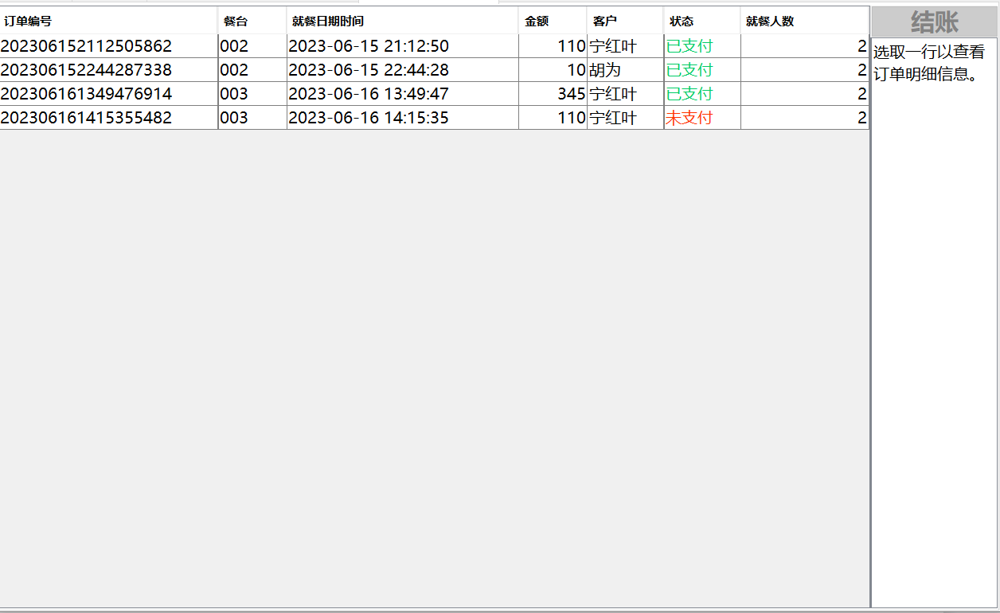 订单编号 餐台 就餐日期时间 金额 客户 状态 就餐人数
202306152112505862 002 2023-06-15 21:12:50 110 宁红叶 已支付 2
202306152244287338 002 2023-06-15 22:44:28 10 胡为 已支付 2
202306161349476914 003 2023-06-16 13:49:47 345 宁红叶 已支付 2
202306161415355482 003 2023-06-16 14:15:35 110 宁红叶 未支付 2
结账
选取一行以查看
订单明细信息。